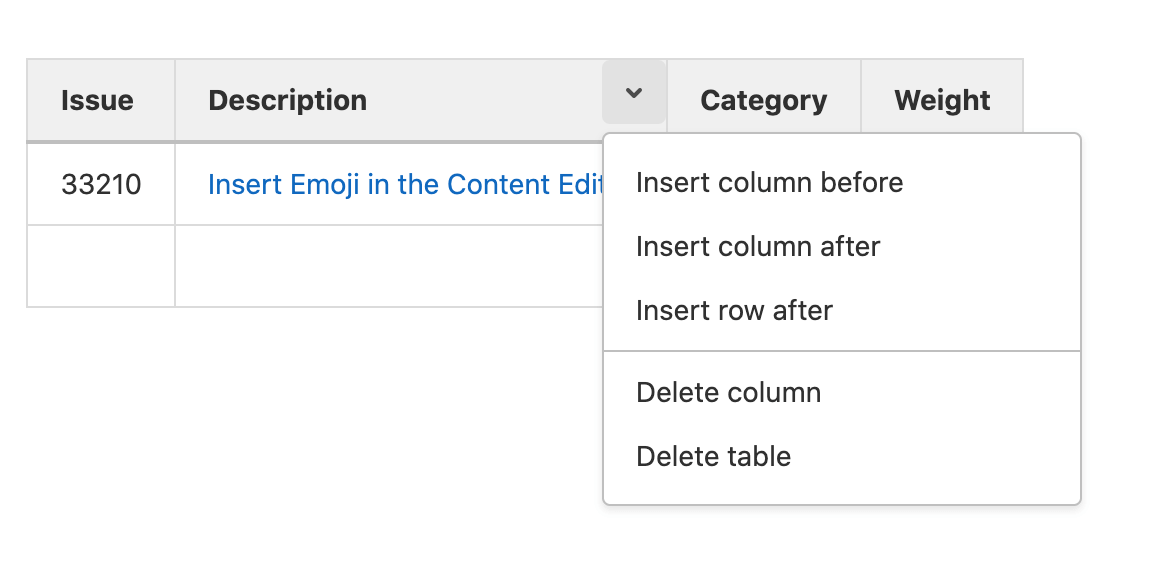 Issue Description Category Weight
33210 Insert Emoji in the Content Edit
Insert column before
Insert column after
Insert row after
Delete column
Delete table